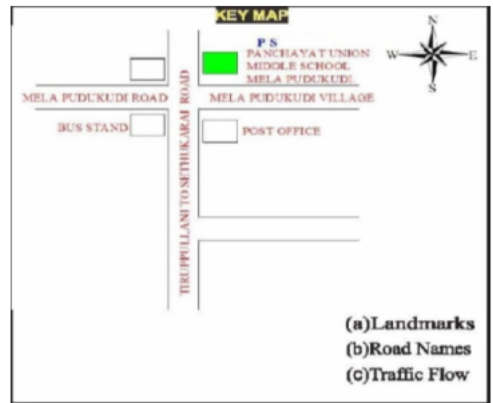 KEY MAP
N
P S
PANCHAYAT UNION
MIDDLE SCHOOL
MELA PUDUKUDI.
W
E
S
MELA PUDUKUDI ROAD
MELA PUDUKUDI VILLAGE
BUS STAND
POST OFFICE
TIRUPPULLANI TO SETHUKARAI ROAD
(a)Landmarks
(b)Road Names
(c)Traffic Flow